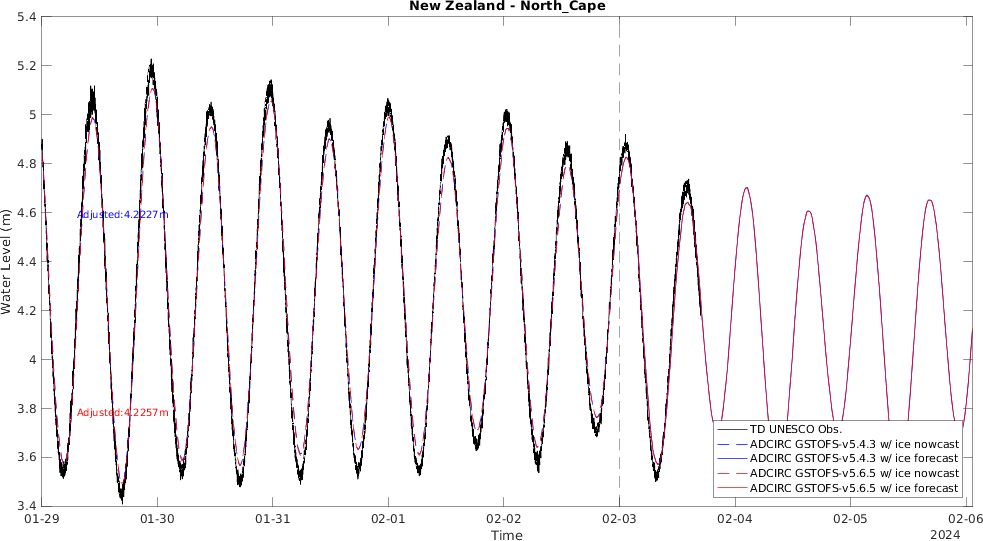 New Zealand - North_Cape
5.4
5.2
5
4.8
4.6
4.4
4.2
4
3.8
3.6
3.4
Water Level (m)
Adjusted:4.2227m
Adjusted:4.2257m
TD UNESCO Obs.
ADCIRC GSTOFS-v5.4.3 w/ ice nowcast
ADCIRC GSTOFS-v5.4.3 w/ ice forecast
ADCIRC GSTOFS-v5.6.5 w/ ice nowcast
ADCIRC GSTOFS-v5.6.5 w/ ice forecast
01-29 01-30 01-31 02-01 02-02 02-03 02-04 02-05 02-06
Time
2024